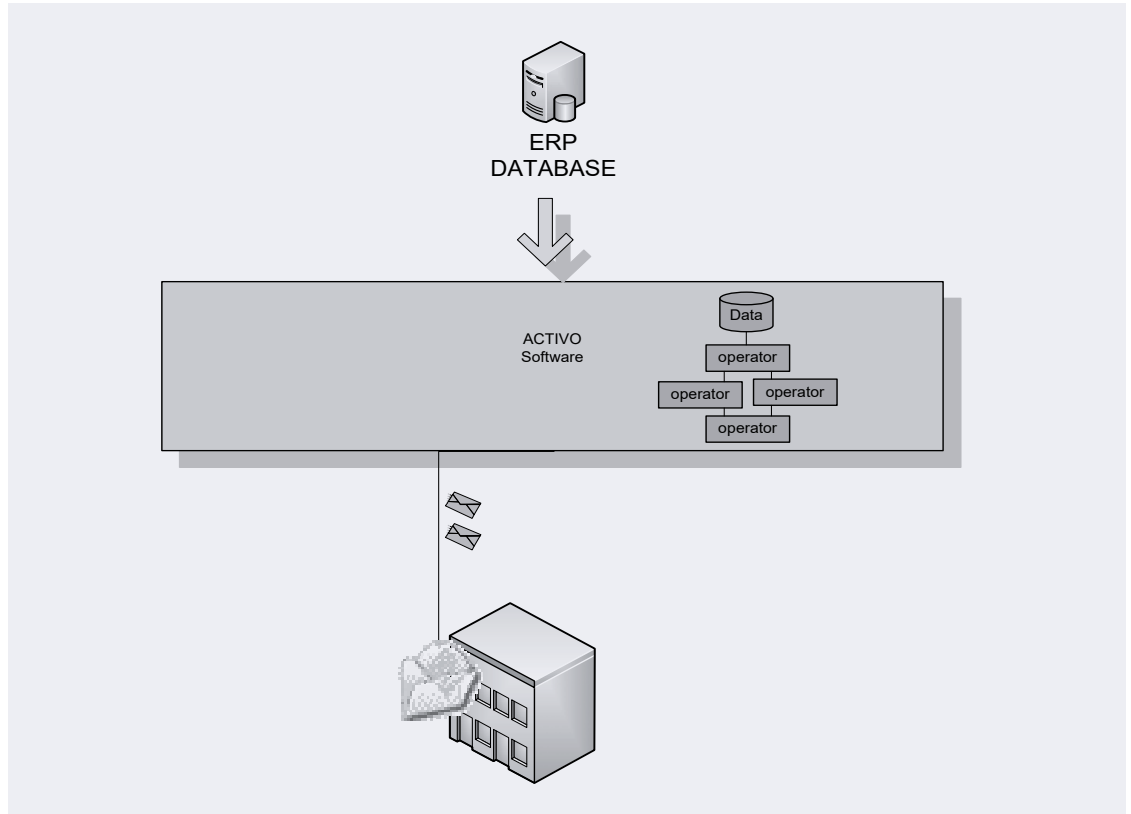 ERP
DATABASE
Data
ACTIVO
Software
operator
operator
operator
operator